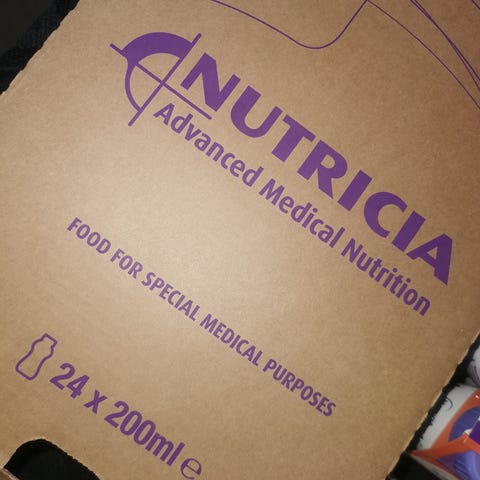 NUTRICIA
Advanced Medical Nutrition
FOOD FOR SPECIAL MEDICAL PURPOSES
24 x 200ml e